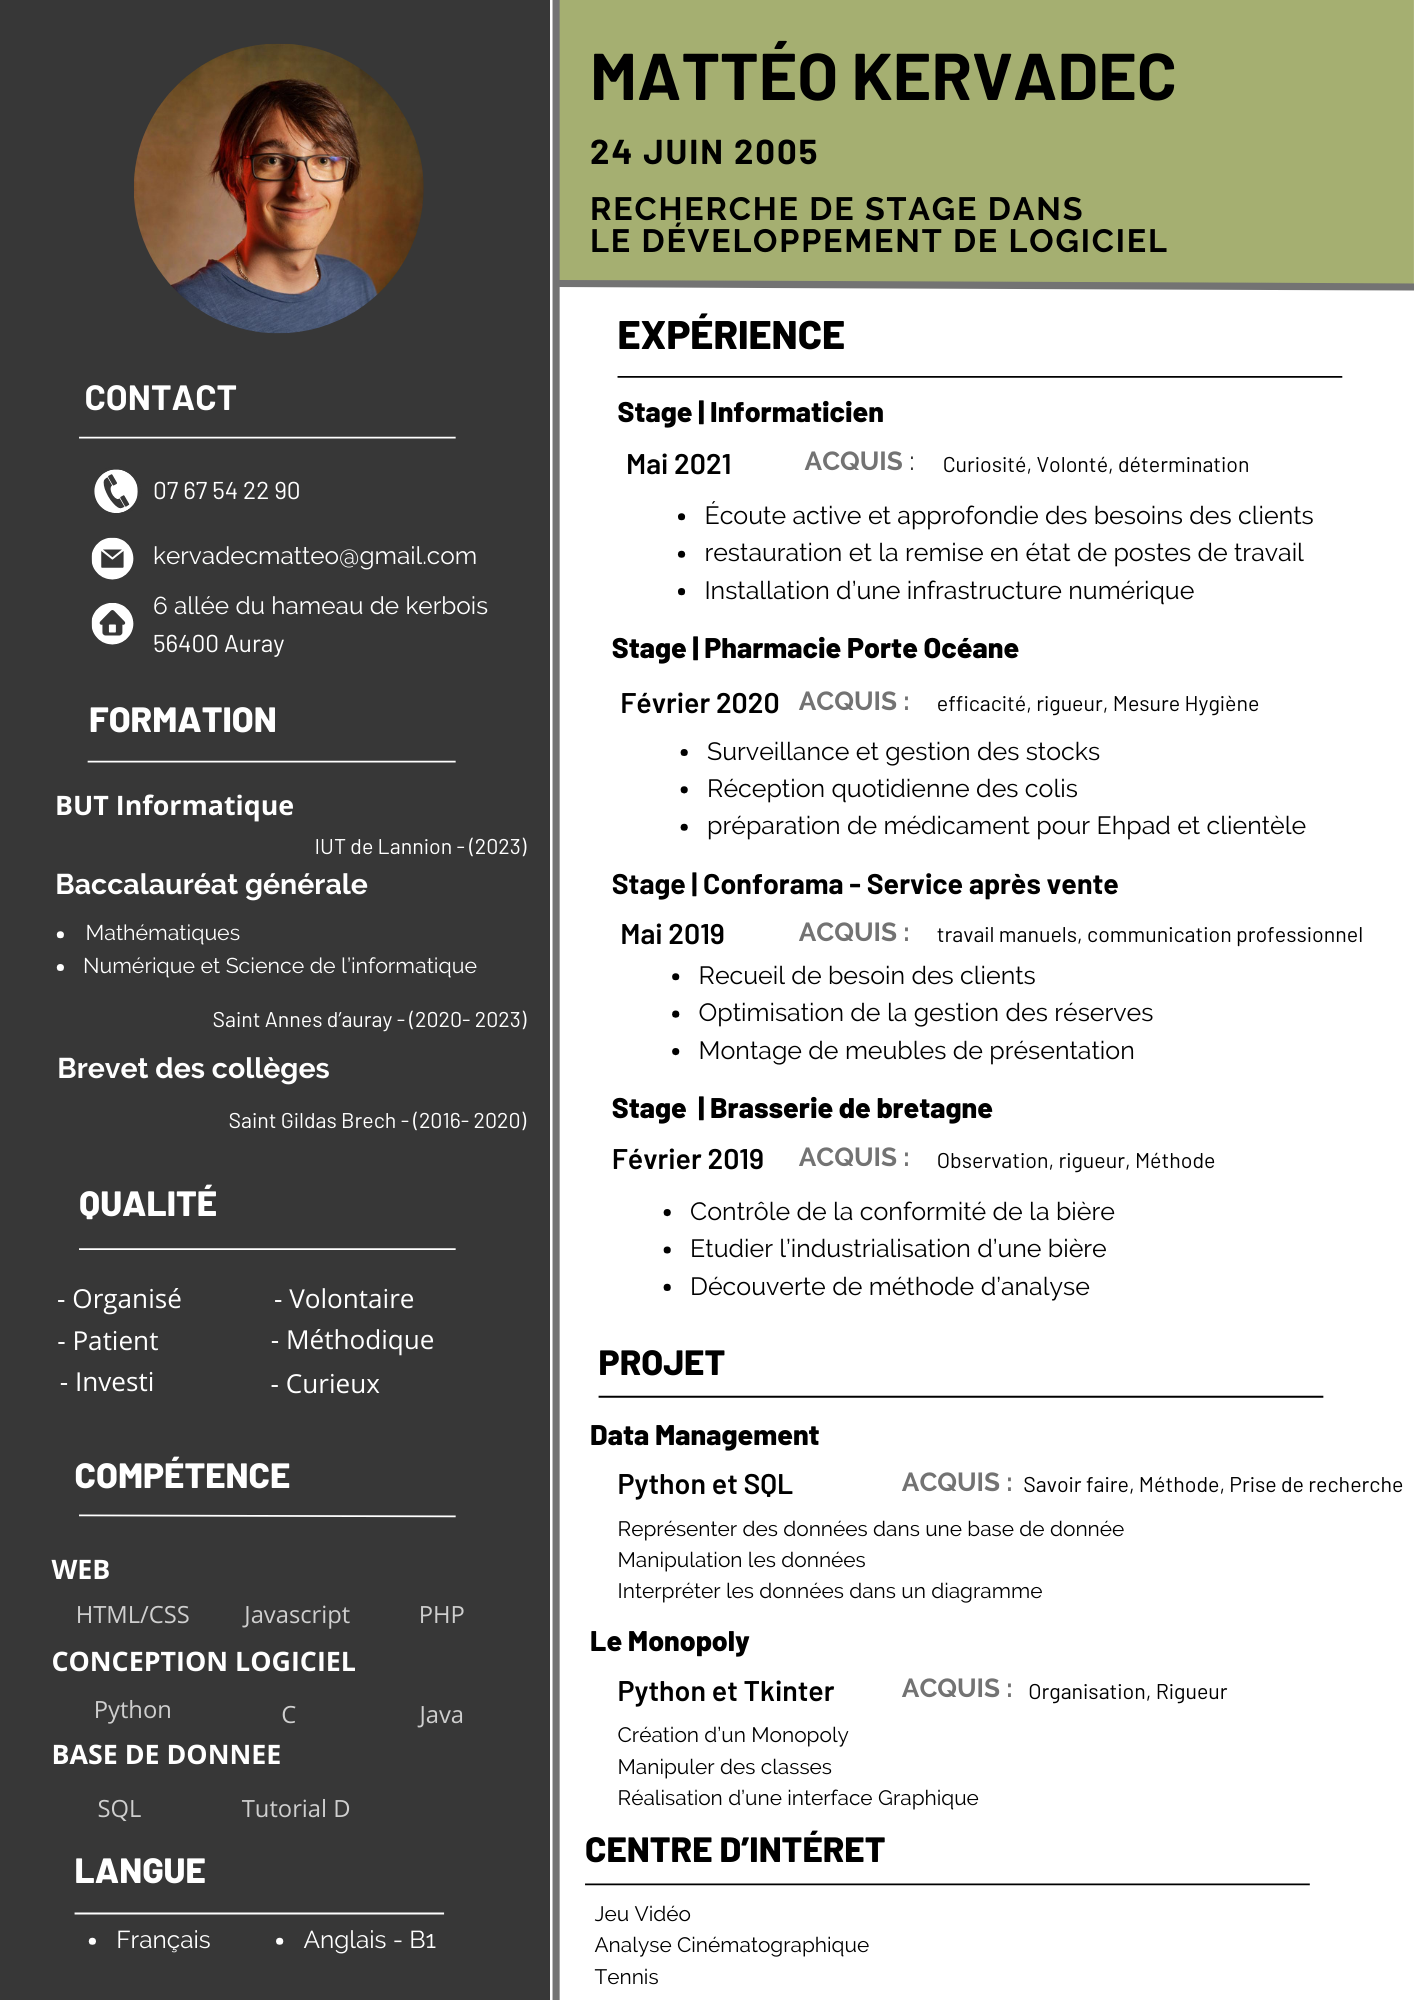 MATTÉO KERVADEC
24 JUIN 2005
RECHERCHE DE STAGE DANS
LE DÉVELOPPEMENT DE LOGICIEL
CONTACT
07 67 54 22 90
kervadecmatteo@gmail.com
6 allée du hameau de kerbois
56400 Auray
FORMATION
BUT Informatique
IUT de Lannion - (2023)
Baccalauréat générale
• Mathématiques
• Numérique et Science de l'informatique
Saint Annes d'auray - (2020- 2023)
Brevet des collèges
Saint Gildas Brech - (2016- 2020)
QUALITÉ
- Organisé - Volontaire
- Patient - Méthodique
- Investi - Curieux
COMPÉTENCE
WEB
HTML/CSS Javascript PHP
CONCEPTION LOGICIEL
Python C Java
BASE DE DONNEE
SQL Tutorial D
LANGUE
• Français • Anglais - B1
EXPÉRIENCE
Stage | Informaticien
Mai 2021 ACQUIS : Curiosité, Volonté, détermination
• Écoute active et approfondie des besoins des clients
• restauration et la remise en état de postes de travail
• Installation d'une infrastructure numérique
Stage | Pharmacie Porte Océane
Février 2020 ACQUIS : efficacité, rigueur, Mesure Hygiène
• Surveillance et gestion des stocks
• Réception quotidienne des colis
• préparation de médicament pour Ehpad et clientèle
Stage | Conforama - Service après vente
Mai 2019 ACQUIS : travail manuels, communication professionnel
• Recueil de besoin des clients
• Optimisation de la gestion des réserves
• Montage de meubles de présentation
Stage | Brasserie de bretagne
Février 2019 ACQUIS : Observation, rigueur, Méthode
• Contrôle de la conformité de la bière
• Etudier l'industrialisation d'une bière
• Découverte de méthode d'analyse
PROJET
Data Management
Python et SQL ACQUIS : Savoir faire, Méthode, Prise de recherche
Représenter des données dans une base de donnée
Manipulation les données
Interpréter les données dans un diagramme
Le Monopoly
Python et Tkinter ACQUIS : Organisation, Rigueur
Création d'un Monopoly
Manipuler des classes
Réalisation d'une interface Graphique
CENTRE D'INTÉRET
Jeu Vidéo
Analyse Cinématographique
Tennis